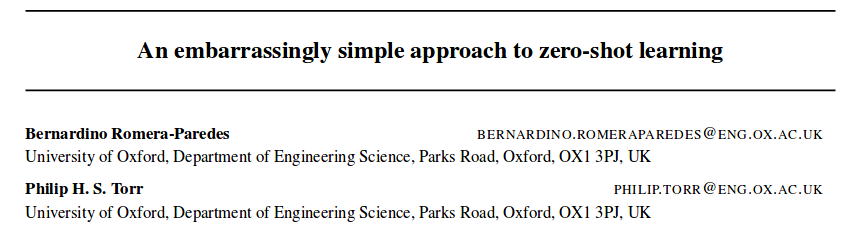 An embarrassingly simple approach to zero-shot learning
Bernardino Romera-Paredes BERNARDINO.ROMERAPAREDES@ENG.OX.AC.UK
University of Oxford, Department of Engineering Science, Parks Road, Oxford, OX1 3PJ, UK
Philip H. S. Torr PHILIP.TORR@ENG.OX.AC.UK
University of Oxford, Department of Engineering Science, Parks Road, Oxford, OX1 3PJ, UK